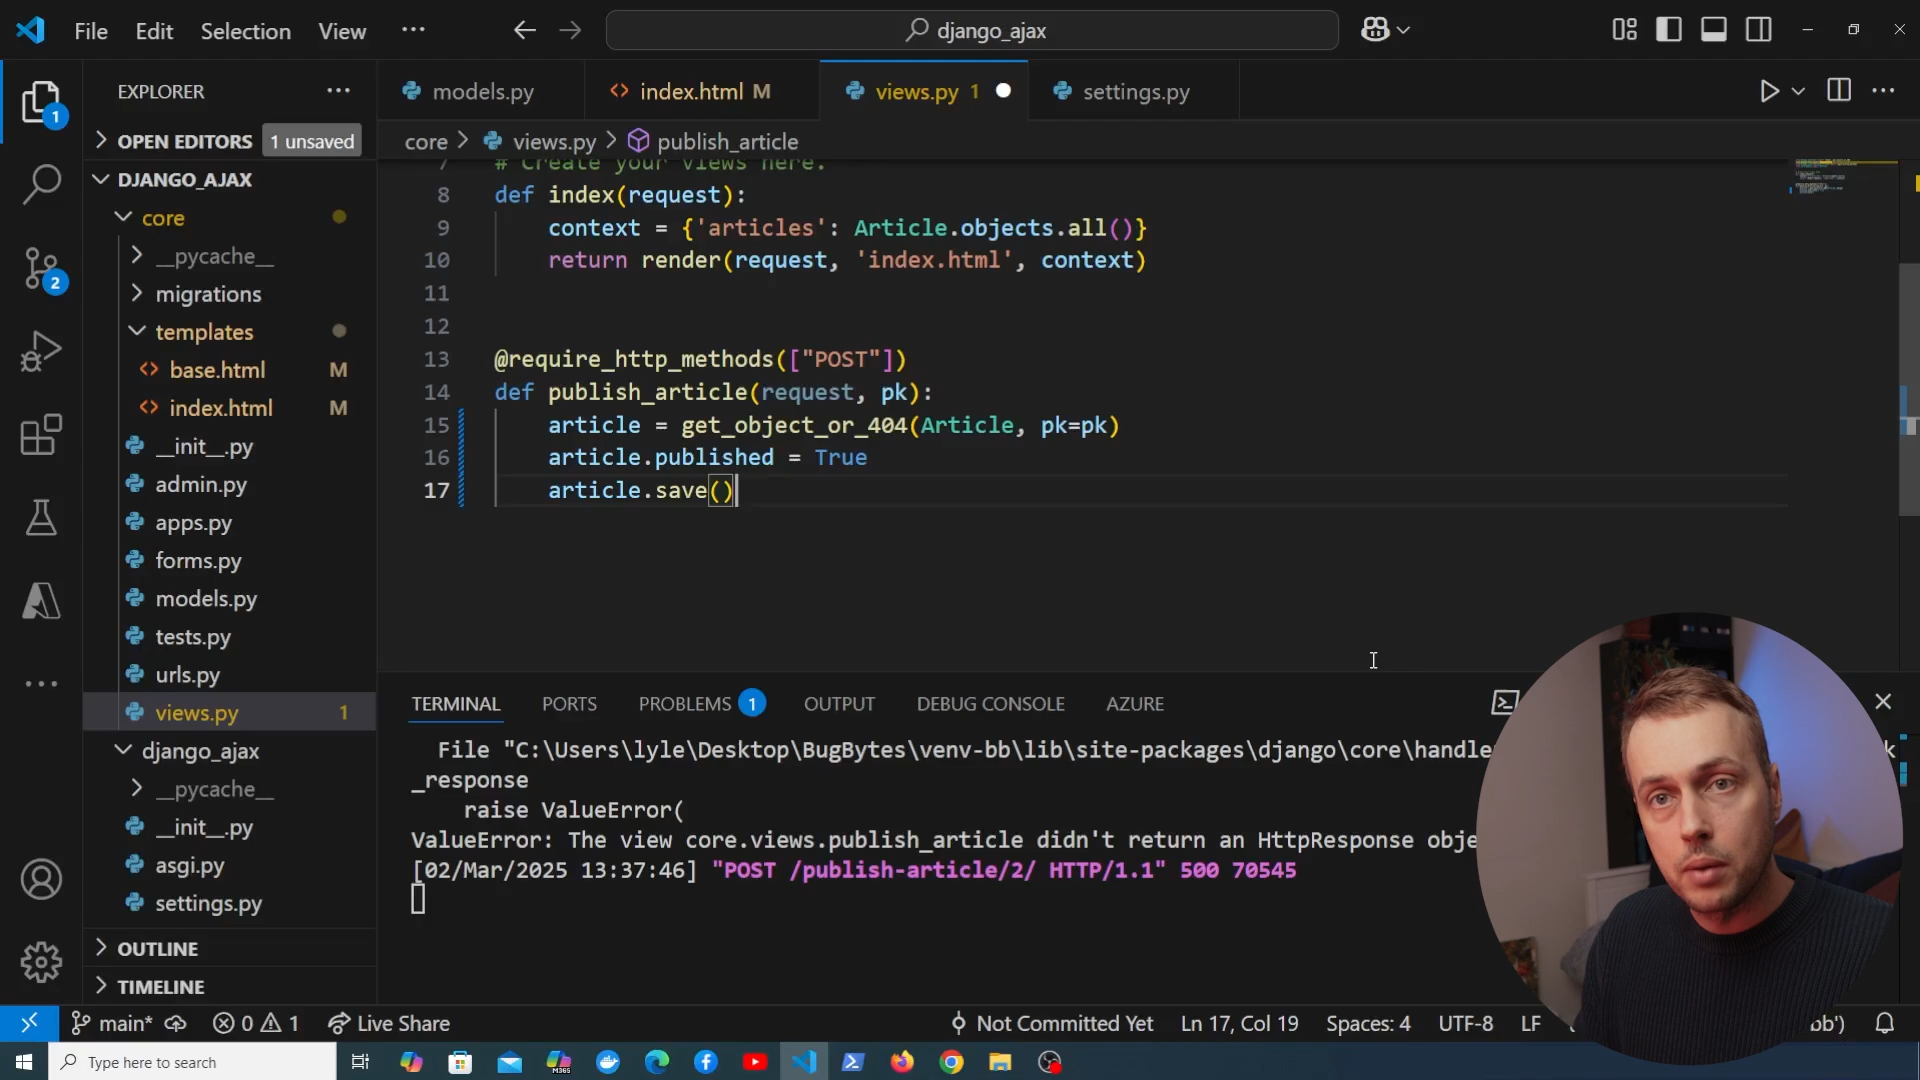 File Edit Selection View ···
django_ajax
EXPLORER ···
OPEN EDITORS 1 unsaved
DJANGO_AJAX
core
__pycache__
migrations
templates
base.html M
index.html M
__init__.py
admin.py
apps.py
forms.py
models.py
tests.py
urls.py
views.py 1
django_ajax
__pycache__
__init__.py
asgi.py
settings.py
OUTLINE
TIMELINE
1
2
models.py index.html M views.py 1 settings.py
core > views.py > publish_article
7 # Create your views here.
8 def index(request):
9 context = {'articles': Article.objects.all()}
10 return render(request, 'index.html', context)
11
12
13 @require_http_methods(["POST"])
14 def publish_article(request, pk):
15 article = get_object_or_404(Article, pk=pk)
16 article.published = True
17 article.save()
TERMINAL PORTS PROBLEMS 1 OUTPUT DEBUG CONSOLE AZURE
File "C:\Users\lyle\Desktop\BugBytes\venv-bb\lib\site-packages\django\core\handle
_response
raise ValueError(
ValueError: The view core.views.publish_article didn't return an HttpResponse obje
[02/Mar/2025 13:37:46] "POST /publish-article/2/ HTTP/1.1" 500 70545
main* 0 1 Live Share Not Committed Yet Ln 17, Col 19 Spaces: 4 UTF-8 LF bb')
Type here to search